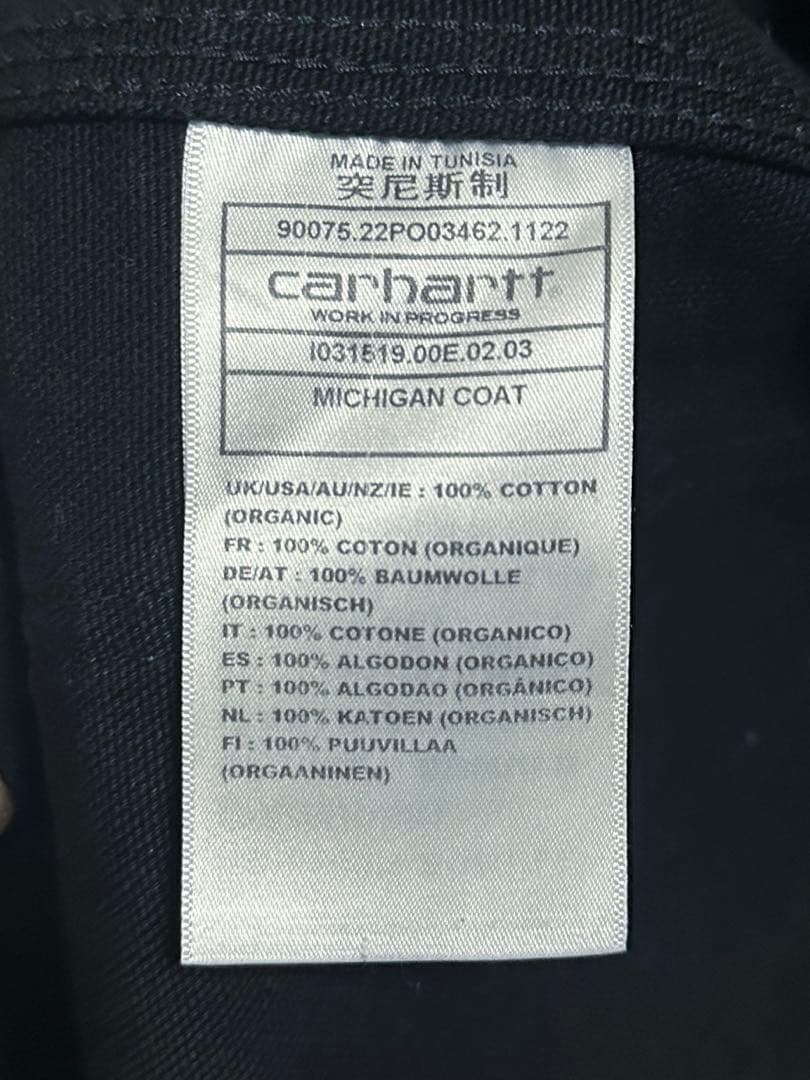 MADE IN TUNISIA
突尼斯制
90075.22PO03462.1122
carhartt
WORK IN PROGRESS
I031519.00E.02.03
MICHIGAN COAT
UK/USA/AU/NZ/IE : 100% COTTON
(ORGANIC)
FR : 100% COTON (ORGANIQUE)
DE/AT : 100% BAUMWOLLE
(ORGANISCH)
IT : 100% COTONE (ORGANICO)
ES : 100% ALGODON (ORGANICO)
PT : 100% ALGODAO (ORGÂNICO)
NL : 100% KATOEN (ORGANISCH)
FI : 100% PUUVILLAA
(ORGAANINEN)